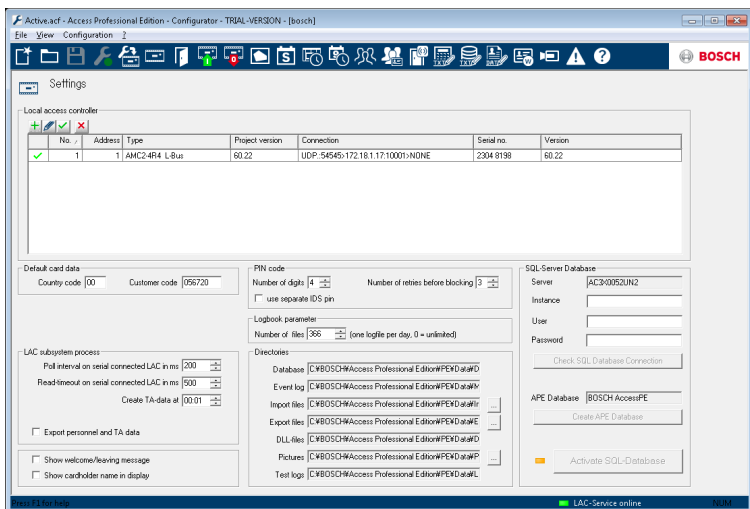 Active.acf - Access Professional Edition - Configurator - TRIAL-VERSION - [bosch]
File View Configuration ?
BOSCH
Settings
Local access controller
No. / Address Type Project version Connection Serial no. Version
1 1 AMC2-4R4 L-Bus 60.22 UDP::54545>172.18.1.17:10001>NONE 2304 8198 60.22
Default card data
Country code 00 Customer code 056720
PIN code
Number of digits 4 Number of retries before blocking 3
use separate IDS pin
Logbook parameter
Number of files 366 (one logfile per day, 0 = unlimited)
SQL-Server Database
Server AC3X0052UN2
Instance
User
Password
Check SQL Database Connection
APE Database BOSCH AccessPE
Create APE Database
Activate SQL-Database
LAC subsystem process
Poll interval on serial connected LAC in ms 200
Read-timeout on serial connected LAC in ms 500
Create TA-data at 00:01
Export personnel and TA data
Show welcome/leaving message
Show cardholder name in display
Directories
Database C:¥BOSCH¥Access Professional Edition¥PE¥Data¥D
Event log C:¥BOSCH¥Access Professional Edition¥PE¥Data¥M
Import files C:¥BOSCH¥Access Professional Edition¥PE¥Data¥Ir
...
Export files C:¥BOSCH¥Access Professional Edition¥PE¥Data¥E
...
DLL-files C:¥BOSCH¥Access Professional Edition¥PE¥Data¥D
Pictures C:¥BOSCH¥Access Professional Edition¥PE¥Data¥P
...
Test logs C:¥BOSCH¥Access Professional Edition¥PE¥Data¥L
Press F1 for help LAC-Service online NUM